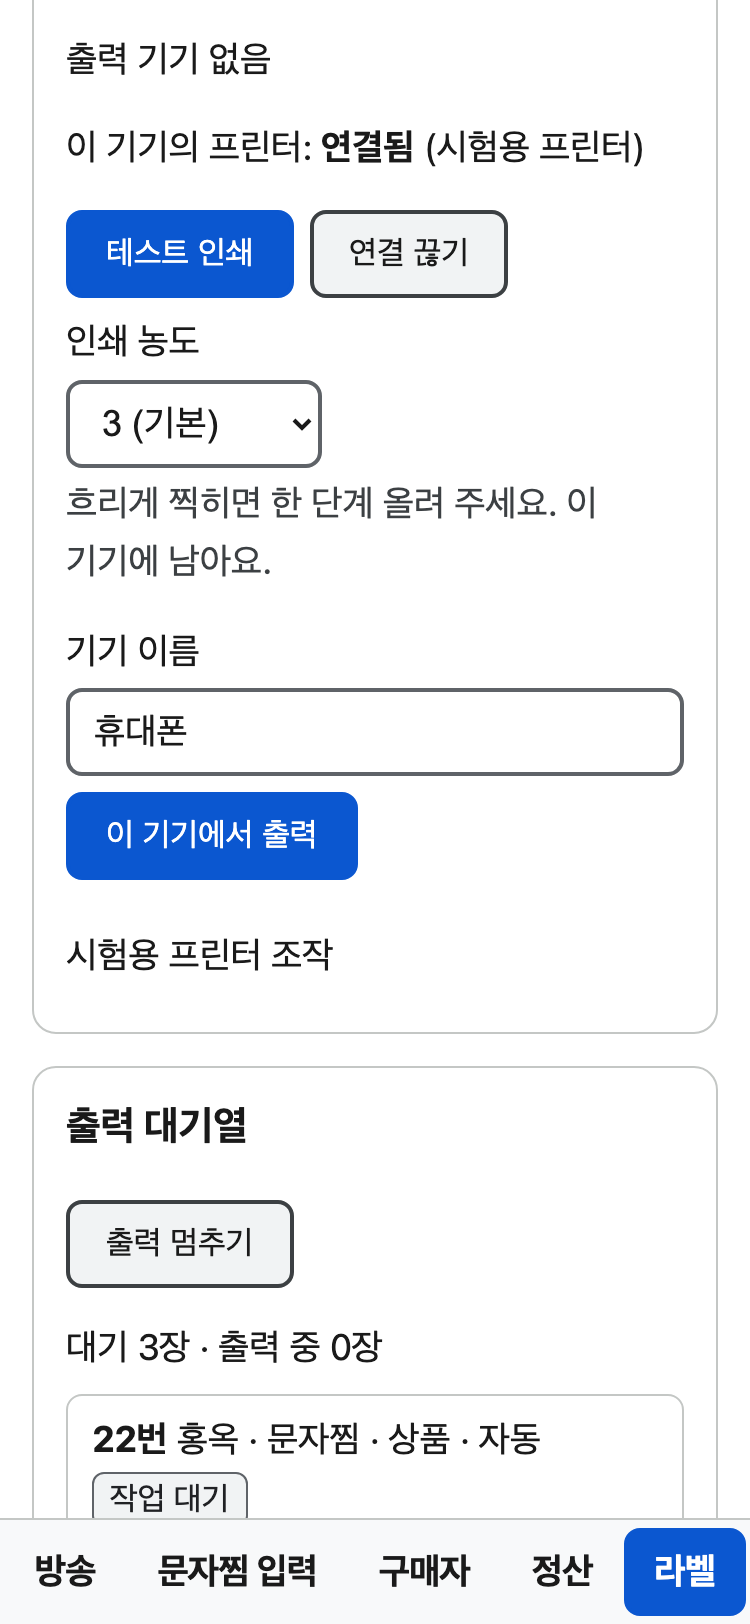 출력 기기 없음
이 기기의 프린터: 연결됨 (시험용 프린터)
테스트 인쇄 연결 끊기
인쇄 농도
3 (기본)
흐리게 찍히면 한 단계 올려 주세요. 이
기기에 남아요.
기기 이름
휴대폰
이 기기에서 출력
시험용 프린터 조작
출력 대기열
출력 멈추기
대기 3장 · 출력 중 0장
22번 홍옥 · 문자찜 · 상품 · 자동
작업 대기
방송 문자찜 입력 구매자 정산 라벨